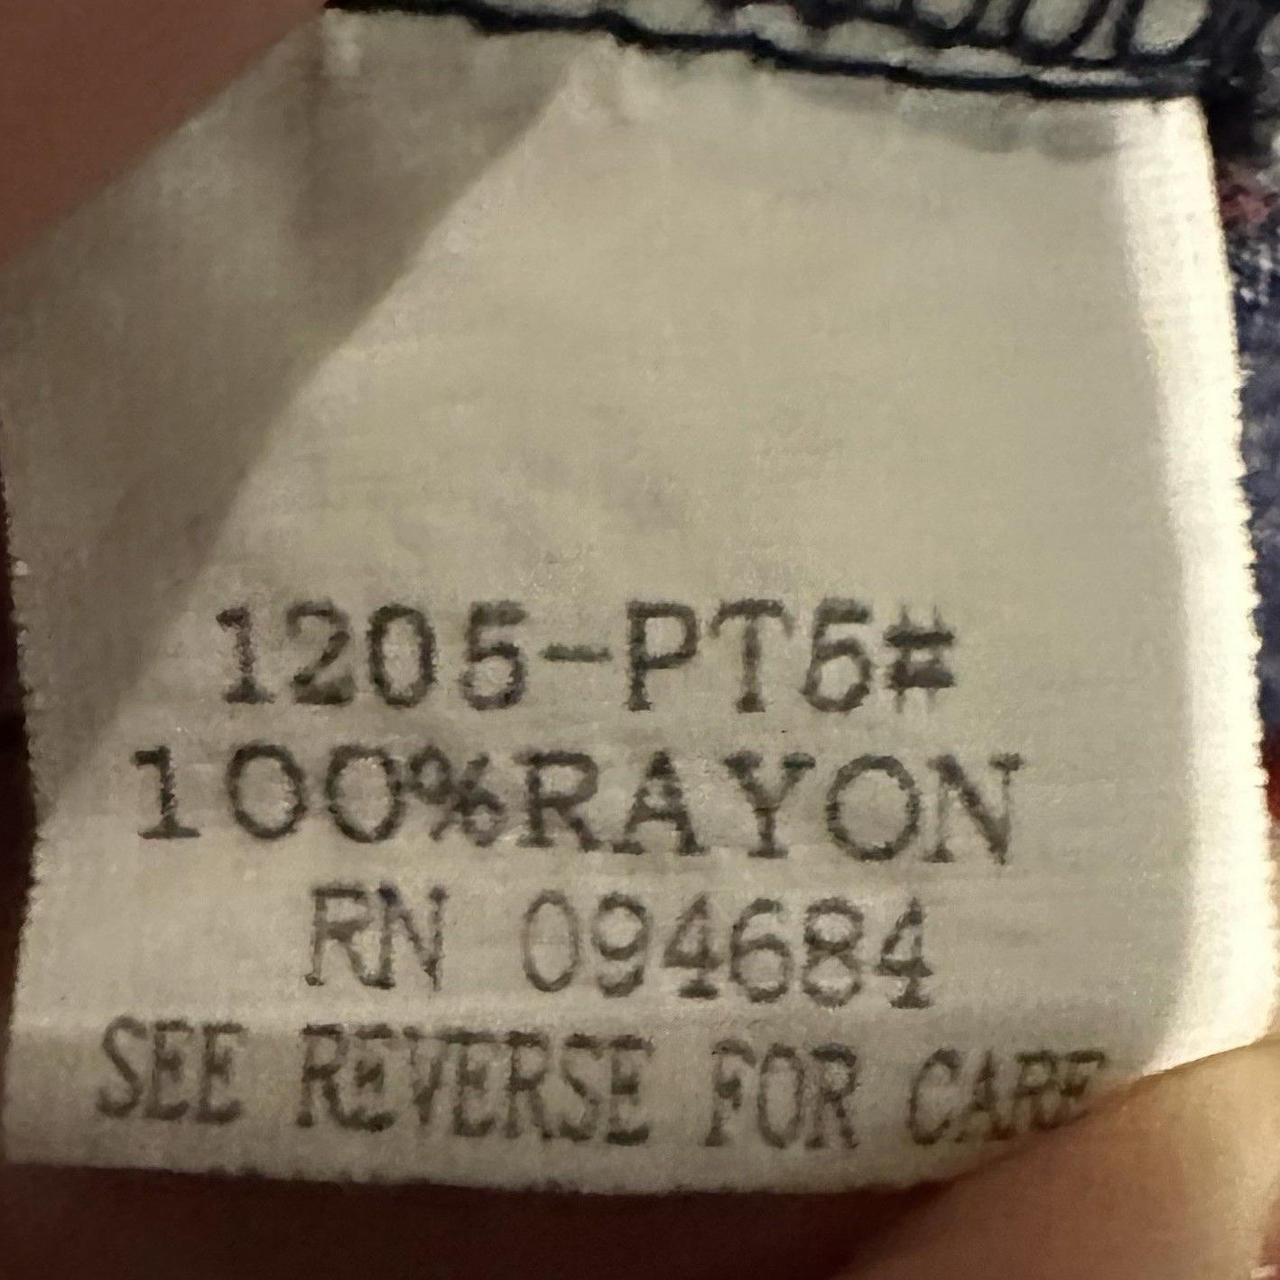 1205-PT5#
100%RAYON
RN 094684
SEE REVERSE FOR CARE